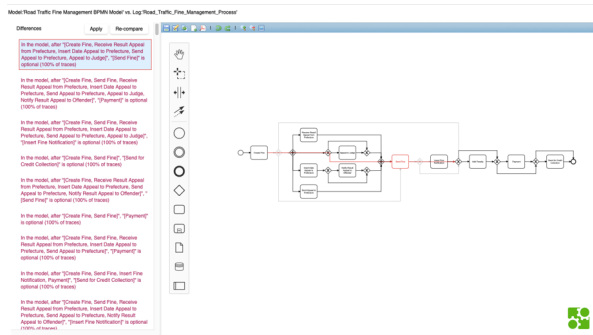 Model 'Road Traffic Fine Management BPMN Model' vs. Log 'Road_Traffic_Fine_Management_Process'
Differences
Apply
Re-compare
In the model, after "[Create Fine, Receive Result Appeal
from Prefecture, Insert Date Appeal to Prefecture, Send
Appeal to Prefecture, Appeal to Judge]", "[Send Fine]" is
optional (100% of traces)
In the model, after "[Create Fine, Send Fine, Receive
Result Appeal from Prefecture, Insert Date Appeal to
Prefecture, Send Appeal to Prefecture, Appeal to Judge,
Notify Result Appeal to Offender]", "[Payment]" is optional
(100% of traces)
In the model, after "[Create Fine, Send Fine, Receive
Result Appeal from Prefecture, Insert Date Appeal to
Prefecture, Send Appeal to Prefecture, Appeal to Judge]",
"[Insert Fine Notification]" is optional (100% of traces)
In the model, after "[Create Fine, Send Fine]", "[Send for
Credit Collection]" is optional (100% of traces)
In the model, after "[Create Fine, Receive Result Appeal
from Prefecture, Insert Date Appeal to Prefecture, Send
Appeal to Prefecture, Notify Result Appeal to Offender]", "
[Send Fine]" is optional (100% of traces)
In the model, after "[Create Fine, Send Fine]", "[Payment]"
is optional (100% of traces)
In the model, after "[Create Fine, Send Fine, Receive
Result Appeal from Prefecture, Insert Date Appeal to
Prefecture, Send Appeal to Prefecture]", "[Payment]" is
optional (100% of traces)
In the model, after "[Create Fine, Send Fine, Insert Fine
Notification, Payment]", "[Send for Credit Collection]" is
optional (100% of traces)
In the model, after "[Create Fine, Send Fine, Receive
Result Appeal from Prefecture, Insert Date Appeal to
Prefecture, Send Appeal to Prefecture, Notify Result
Appeal to Offender]", "[Insert Fine Notification]" is optional
(100% of traces)